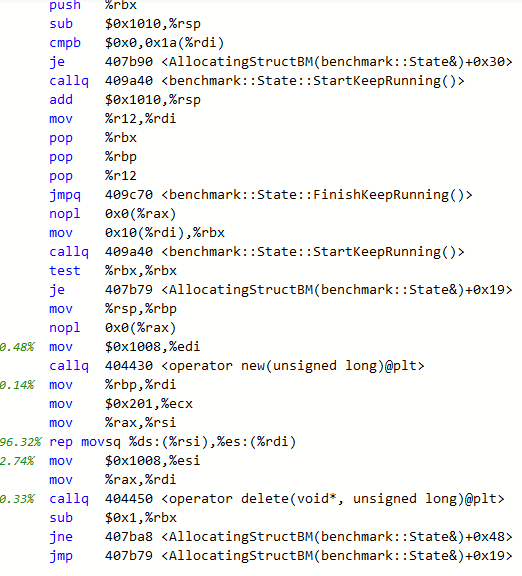 push %rbx
sub $0x1010,%rsp
cmpb $0x0,0x1a(%rdi)
je 407b90 <AllocatingStructBM(benchmark::State&)+0x30>
callq 409a40 <benchmark::State::StartKeepRunning()>
add $0x1010,%rsp
mov %r12,%rdi
pop %rbx
pop %rbp
pop %r12
jmpq 409c70 <benchmark::State::FinishKeepRunning()>
nopl 0x0(%rax)
mov 0x10(%rdi),%rbx
callq 409a40 <benchmark::State::StartKeepRunning()>
test %rbx,%rbx
je 407b79 <AllocatingStructBM(benchmark::State&)+0x19>
mov %rsp,%rbp
nopl 0x0(%rax)
0.48% mov $0x1008,%edi
callq 404430 <operator new(unsigned long)@plt>
0.14% mov %rbp,%rdi
mov $0x201,%ecx
mov %rax,%rsi
96.32% rep movsq %ds:(%rsi),%es:(%rdi)
2.74% mov $0x1008,%esi
mov %rax,%rdi
0.33% callq 404450 <operator delete(void*, unsigned long)@plt>
sub $0x1,%rbx
jne 407ba8 <AllocatingStructBM(benchmark::State&)+0x48>
jmp 407b79 <AllocatingStructBM(benchmark::State&)+0x19>